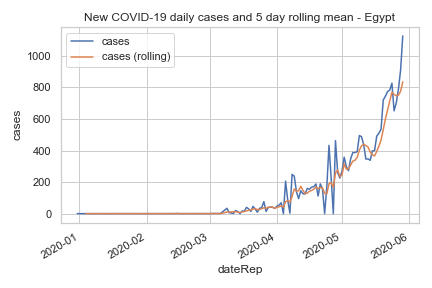 New COVID-19 daily cases and 5 day rolling mean - Egypt
cases
cases (rolling)
1000
800
600
400
200
0
cases
2020-01
2020-02
2020-03
2020-04
2020-05
2020-06
dateRep